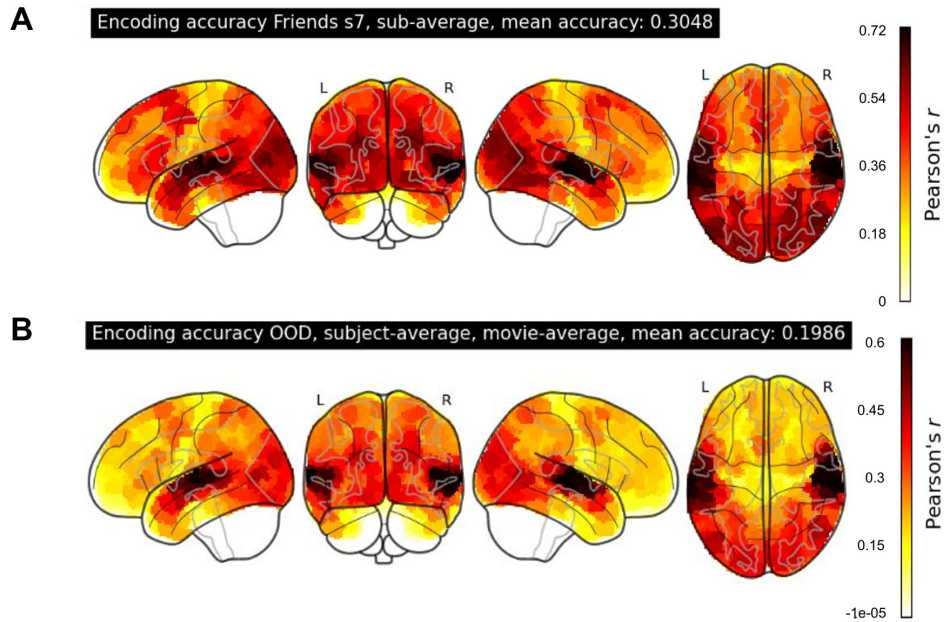 A
Encoding accuracy Friends s7, sub-average, mean accuracy: 0.3048
L
R
L
R
0.72
0.54
0.36
0.18
0
Pearson's r
B
Encoding accuracy OOD, subject-average, movie-average, mean accuracy: 0.1986
L
R
L
R
0.6
0.45
0.3
0.15
-1e-05
Pearson's r